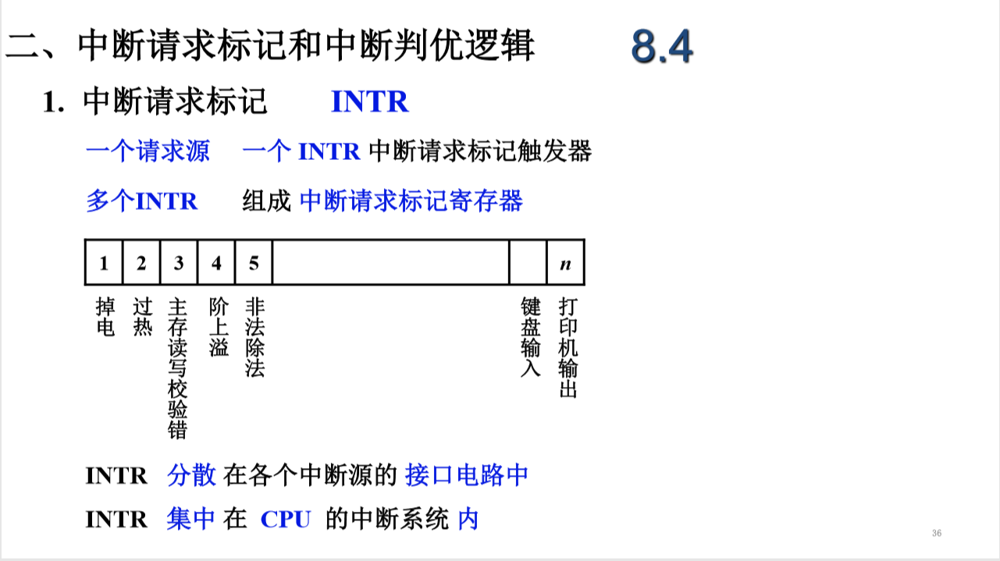 二、中断请求标记和中断判优逻辑 8.4
1. 中断请求标记 INTR
一个请求源 一个 INTR 中断请求标记触发器
多个INTR 组成 中断请求标记寄存器
1 2 3 4 5 n
掉电
过热
主存读写校验错
阶上溢
非法除法
键盘输入
打印机输出
INTR 分散 在各个中断源的 接口电路中
INTR 集中 在 CPU 的中断系统 内
36